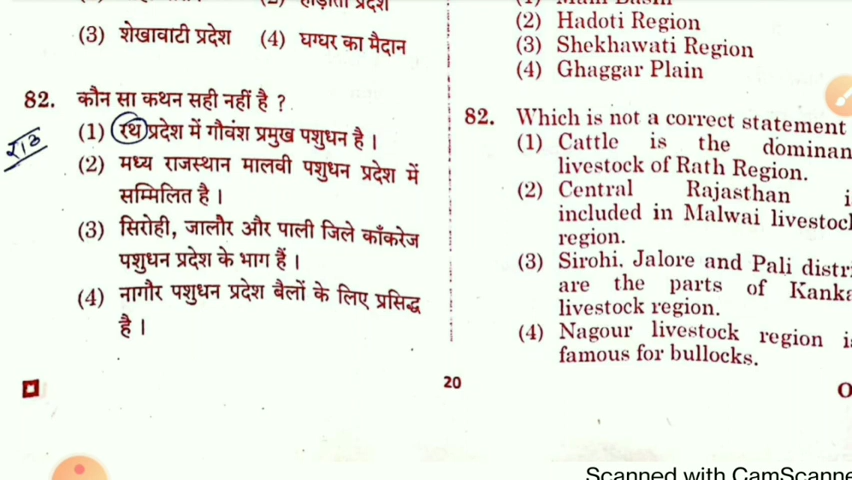 (3) शेखावाटी प्रदेश (4) घग्घर का मैदान
82. कौन सा कथन सही नहीं है ?
(1) रथ प्रदेश में गौवंश प्रमुख पशुधन है ।
(2) मध्य राजस्थान मालवी पशुधन प्रदेश में
सम्मिलित है ।
(3) सिरोही, जालौर और पाली जिले काँकरेज
पशुधन प्रदेश के भाग हैं ।
(4) नागौर पशुधन प्रदेश बैलों के लिए प्रसिद्ध
है ।
(2) Hadoti Region
(3) Shekhawati Region
(4) Ghaggar Plain
82. Which is not a correct statement
(1) Cattle is the dominan
livestock of Rath Region.
(2) Central Rajasthan i
included in Malwai livestoc
region.
(3) Sirohi, Jalore and Pali distri
are the parts of Kanka
livestock region.
(4) Nagour livestock region i
famous for bullocks.
20
Scanned with CamScanne